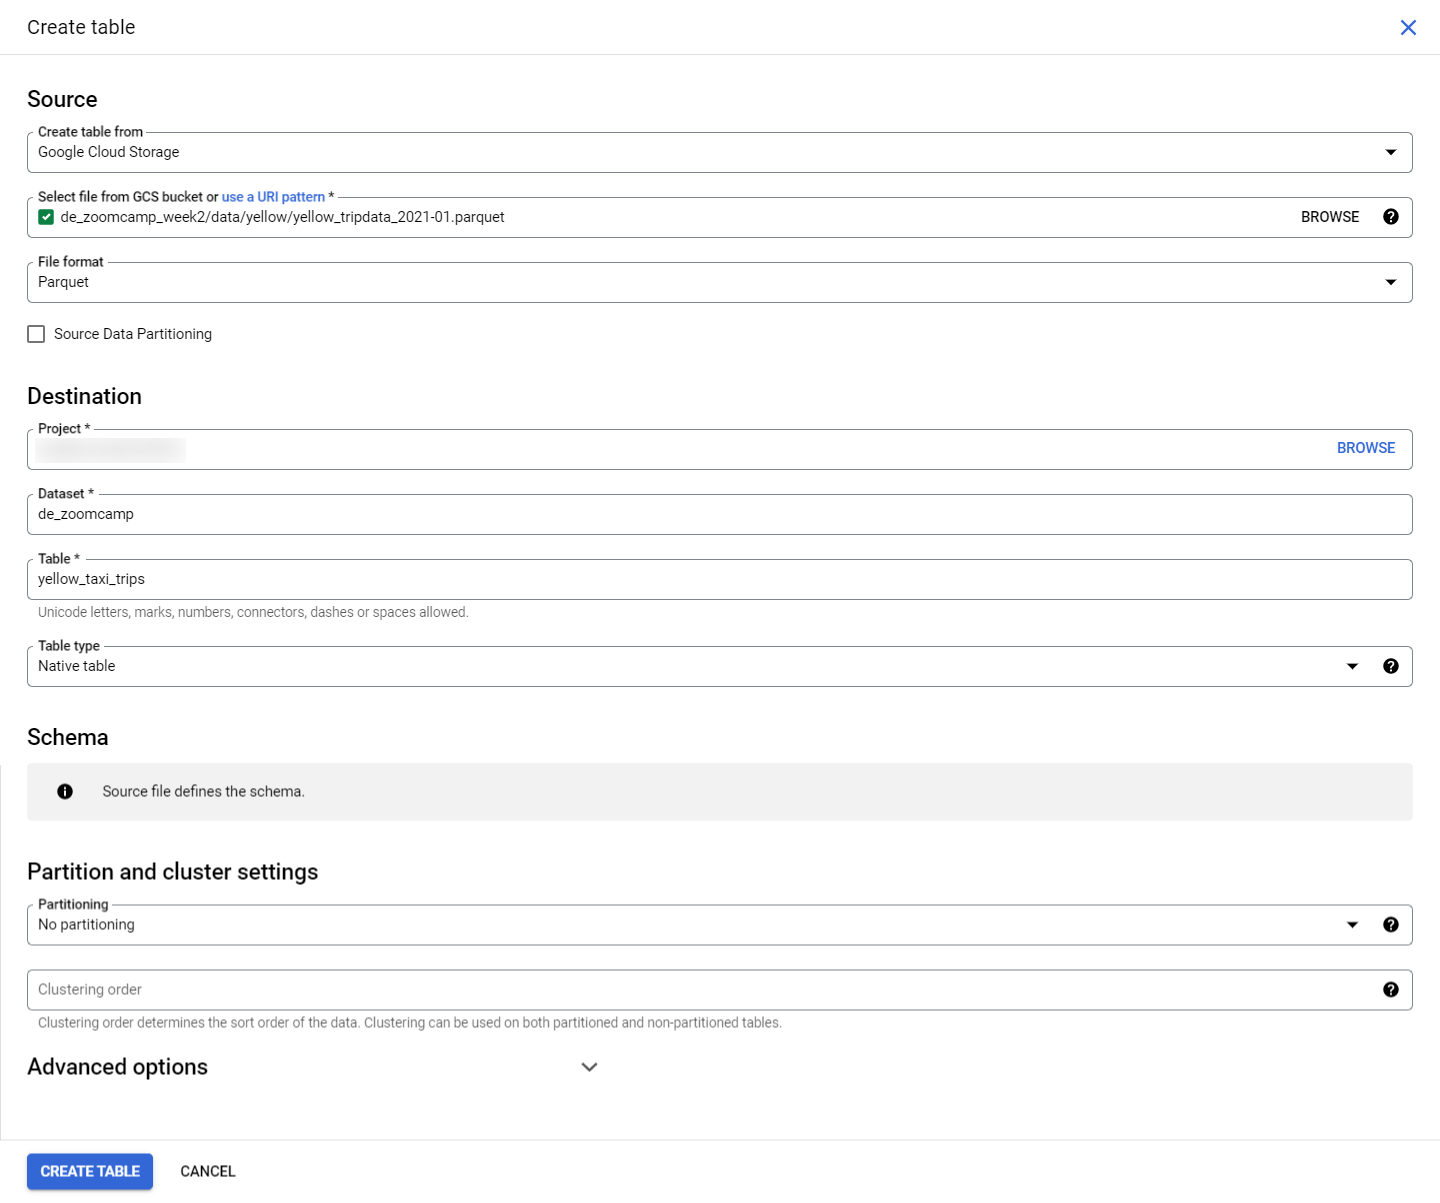 Create table
Source
Create table from
Google Cloud Storage
Select file from GCS bucket or use a URI pattern *
de_zoomcamp_week2/data/yellow/yellow_tripdata_2021-01.parquet
BROWSE
File format
Parquet
Source Data Partitioning
Destination
Project *
BROWSE
Dataset *
de_zoomcamp
Table *
yellow_taxi_trips
Unicode letters, marks, numbers, connectors, dashes or spaces allowed.
Table type
Native table
Schema
Source file defines the schema.
Partition and cluster settings
Partitioning
No partitioning
Clustering order
Clustering order determines the sort order of the data. Clustering can be used on both partitioned and non-partitioned tables.
Advanced options
CREATE TABLE
CANCEL